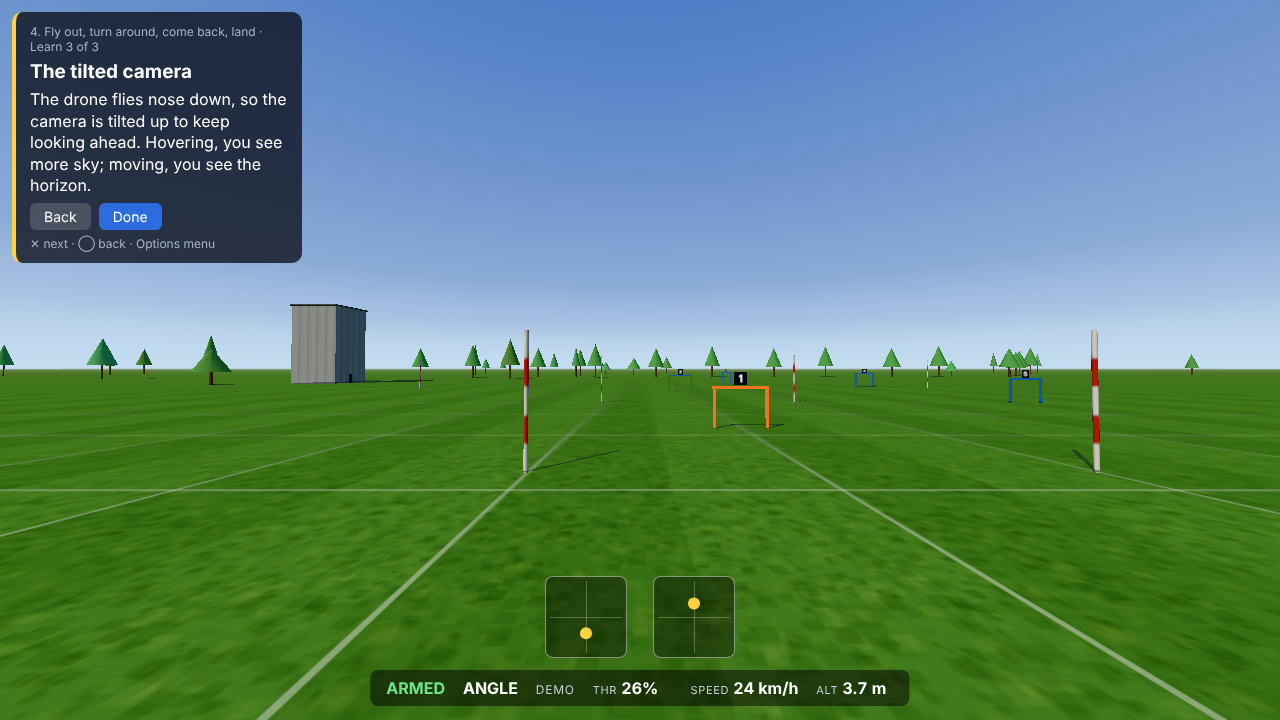 4. Fly out, turn around, come back, land ·
Learn 3 of 3
The tilted camera
The drone flies nose down, so the
camera is tilted up to keep
looking ahead. Hovering, you see
more sky; moving, you see the
horizon.
Back Done
✕ next · ◯ back · Options menu
1
5
ARMED ANGLE DEMO THR 26% SPEED 24 km/h ALT 3.7 m